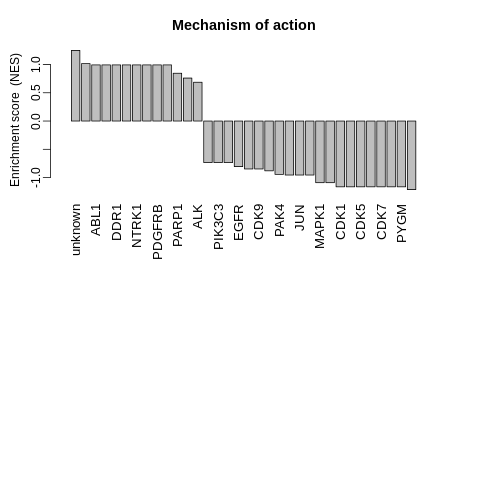 Mechanism of action
Enrichment score (NES)
1.0
0.5
0.0
-1.0
unknown
ABL1
DDR1
NTRK1
PDGFRB
PARP1
ALK
PIK3C3
EGFR
CDK9
PAK4
JUN
MAPK1
CDK1
CDK5
CDK7
PYGM